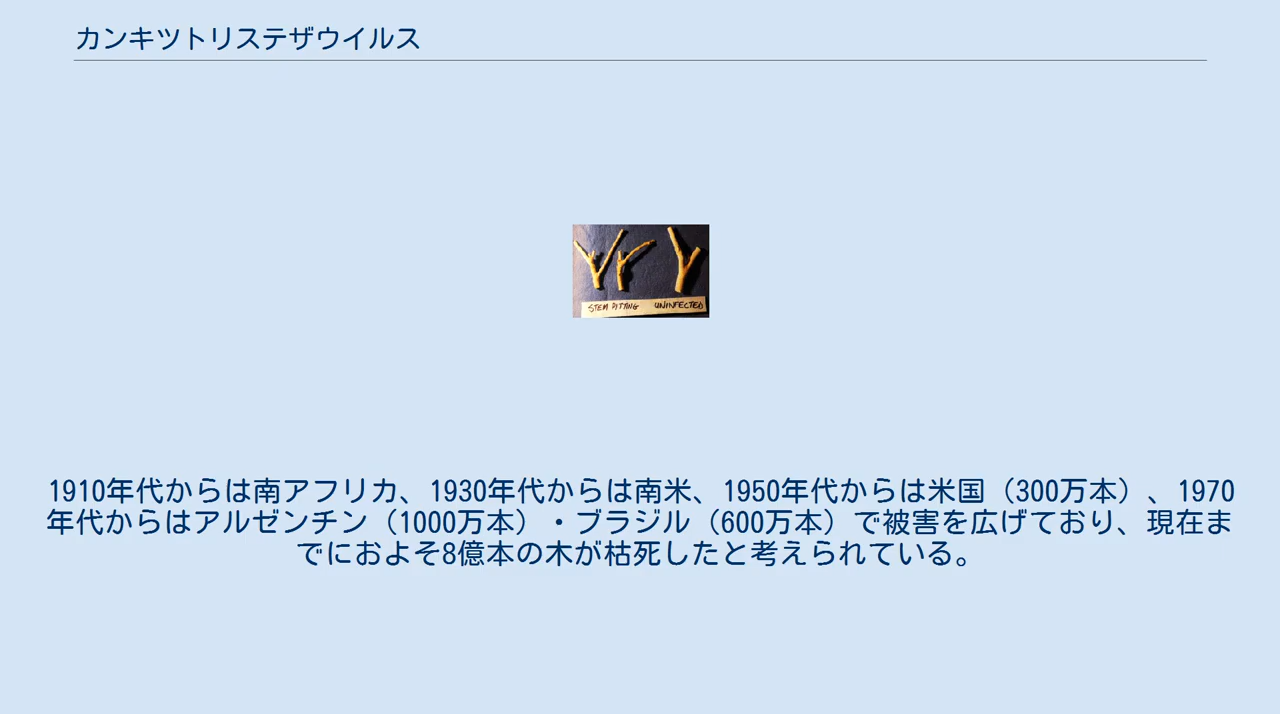 カンキツトリステザウイルス
STEM PITTING UNINFECTED
1910年代からは南アフリカ、1930年代からは南米、1950年代からは米国（300万本）、1970
年代からはアルゼンチン（1000万本）・ブラジル（600万本）で被害を広げており、現在ま
でにおよそ8億本の木が枯死したと考えられている。